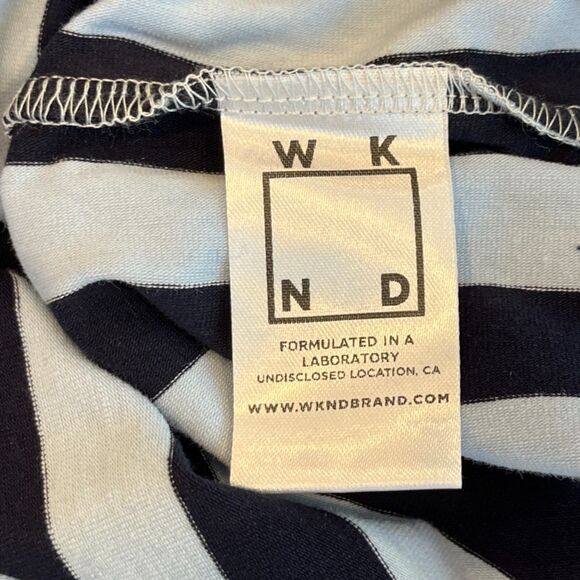 W K
N D
FORMULATED IN A
LABORATORY
UNDISCLOSED LOCATION, CA
WWW.WKNDBRAND.COM